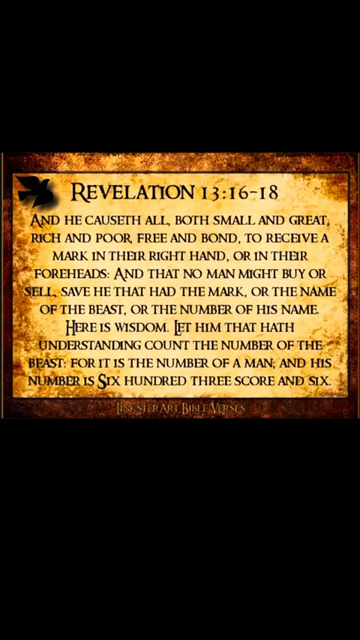 Revelation 13:16-18
And he causeth all, both small and great,
rich and poor, free and bond, to receive a
mark in their right hand, or in their
foreheads: And that no man might buy or
sell, save he that had the mark, or the name
of the beast, or the number of his name.
Here is wisdom. Let him that hath
understanding count the number of the
beast: for it is the number of a man; and his
number is Six hundred three score and six.
LinksterArt Bible Verses